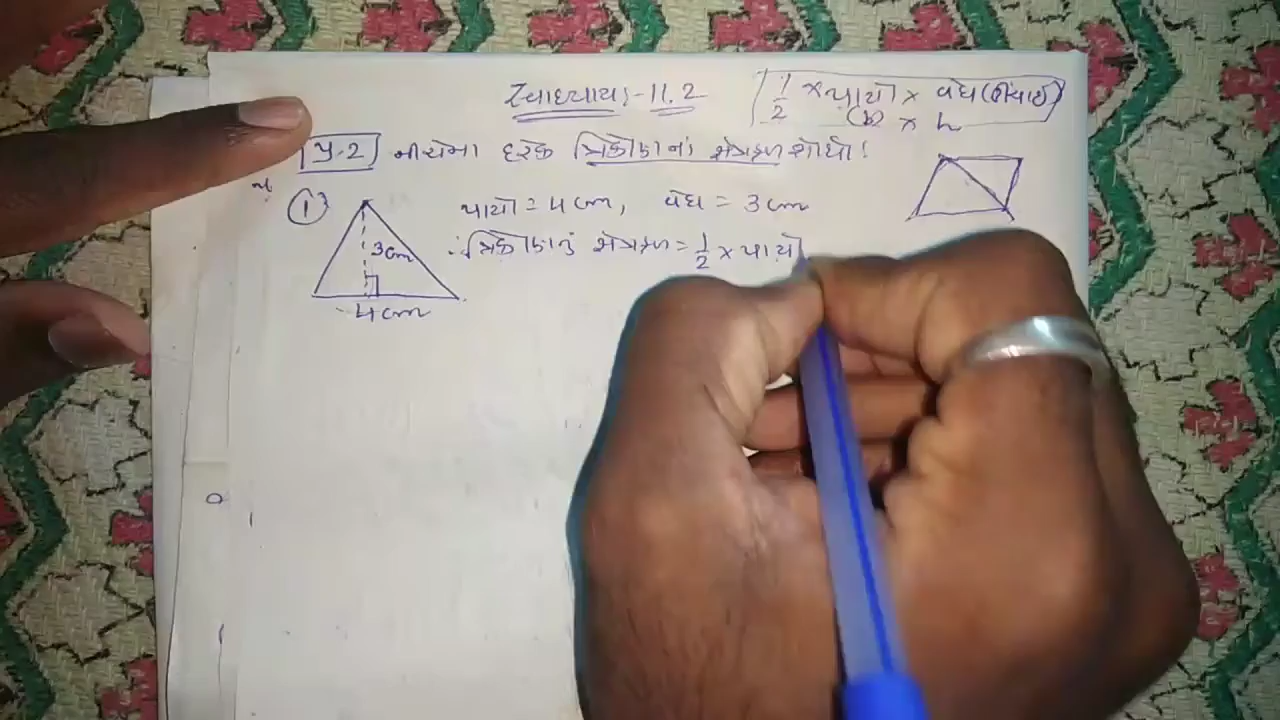 સ્વાધ્યાય :- 11.2
1/2 × પાયો × વેધ (ઊંચાઈ)
(b) × h
પ્ર.2 નીચેના દરેક ત્રિકોણનું ક્ષેત્રફળ શોધો!
1 પાયો = 4 cm, વેધ = 3 cm
∴ ત્રિકોણનું ક્ષેત્રફળ = 1/2 × પાયો
3cm
4cm